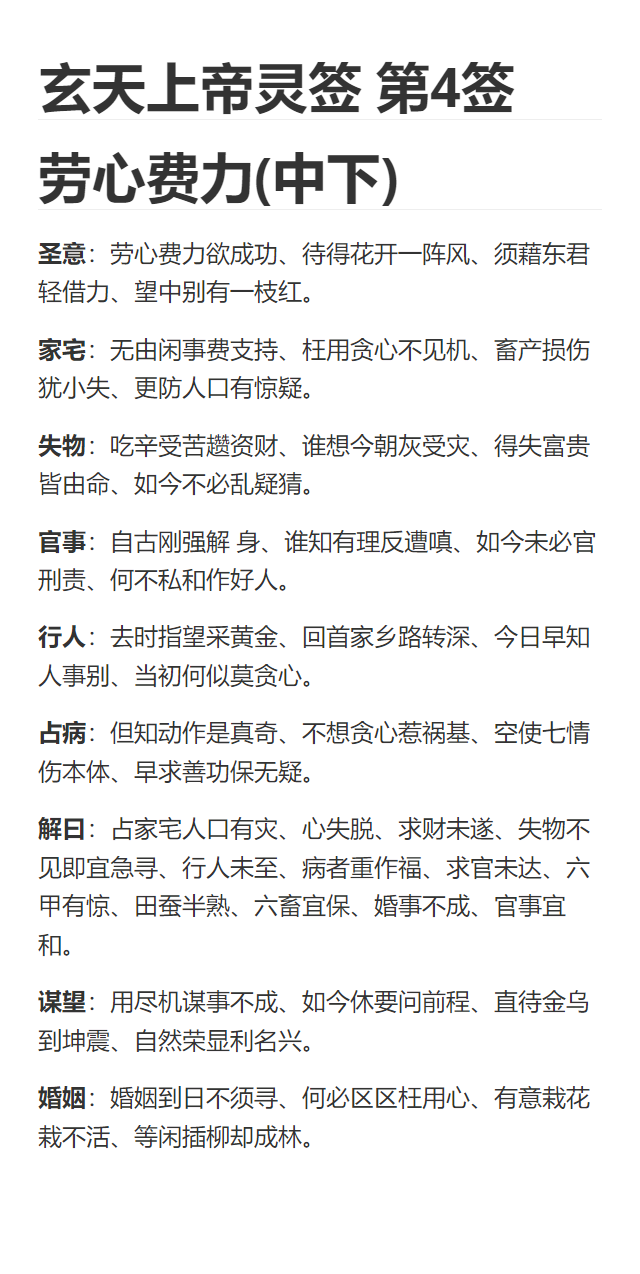 玄天上帝灵签 第4签
劳心费力(中下)
圣意：劳心费力欲成功、待得花开一阵风、须藉东君
轻借力、望中别有一枝红。
家宅：无由闲事费支持、枉用贪心不见机、畜产损伤
犹小失、更防人口有惊疑。
失物：吃辛受苦趱资财、谁想今朝灰受灾、得失富贵
皆由命、如今不必乱疑猜。
官事：自古刚强解 身、谁知有理反遭嗔、如今未必官
刑责、何不私和作好人。
行人：去时指望采黄金、回首家乡路转深、今日早知
人事别、当初何似莫贪心。
占病：但知动作是真奇、不想贪心惹祸基、空使七情
伤本体、早求善功保无疑。
解曰：占家宅人口有灾、心失脱、求财未遂、失物不
见即宜急寻、行人未至、病者重作福、求官未达、六
甲有惊、田蚕半熟、六畜宜保、婚事不成、官事宜
和。
谋望：用尽机谋事不成、如今休要问前程、直待金乌
到坤震、自然荣显利名兴。
婚姻：婚姻到日不须寻、何必区区枉用心、有意栽花
栽不活、等闲插柳却成林。